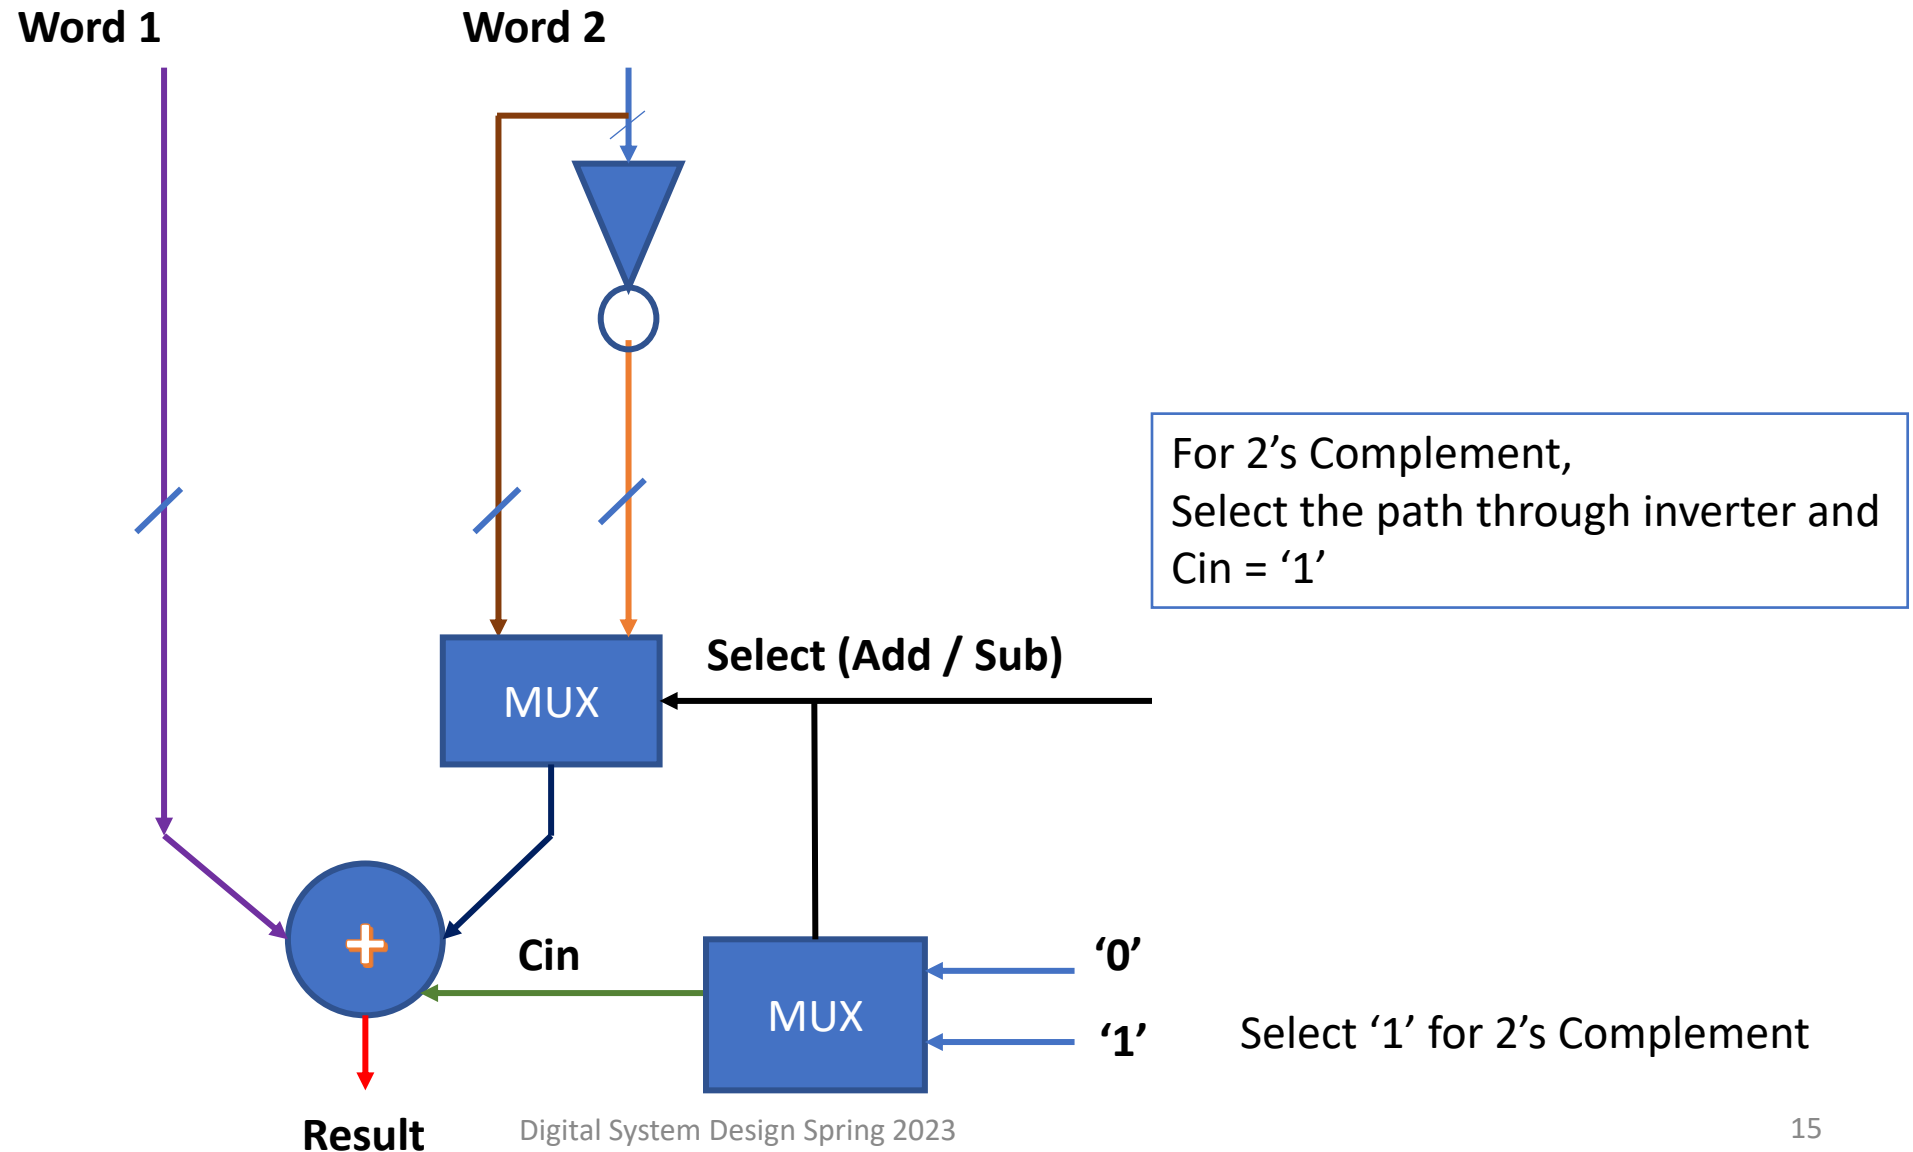 Word 1
Word 2
For 2’s Complement,
Select the path through inverter and
Cin = ‘1’
Select (Add / Sub)
MUX
+
Cin
MUX
‘0’
‘1’
Select ‘1’ for 2’s Complement
Result
Digital System Design Spring 2023
15